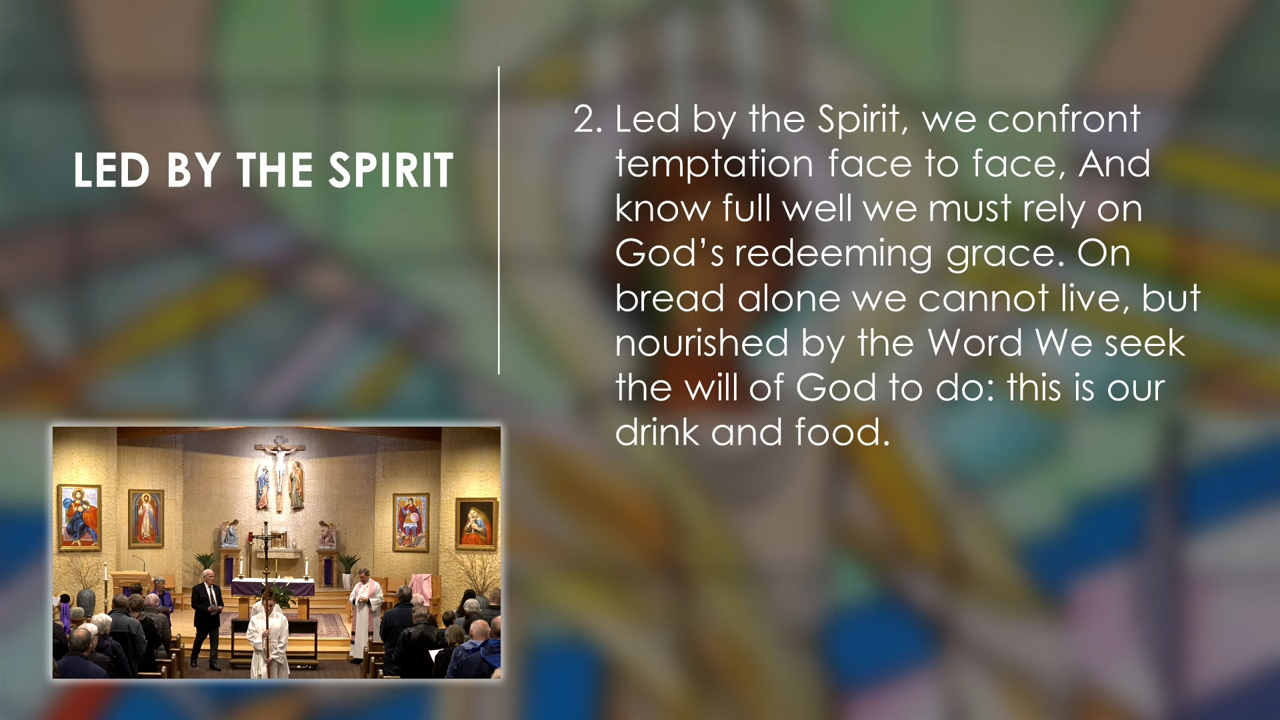 LED BY THE SPIRIT
2. Led by the Spirit, we confront
temptation face to face, And
know full well we must rely on
God’s redeeming grace. On
bread alone we cannot live, but
nourished by the Word We seek
the will of God to do: this is our
drink and food.